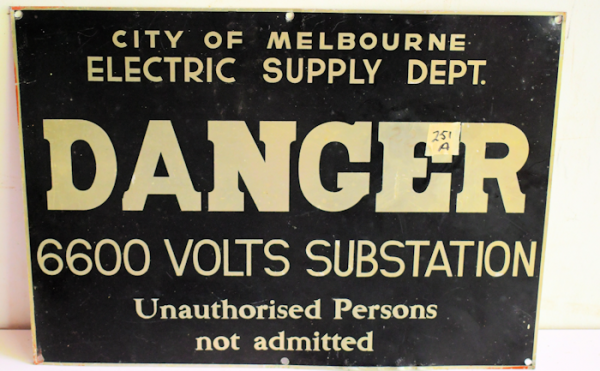 CITY OF MELBOURNE
ELECTRIC SUPPLY DEPT.
DANGER
251
A
6600 VOLTS SUBSTATION
Unauthorised Persons
not admitted